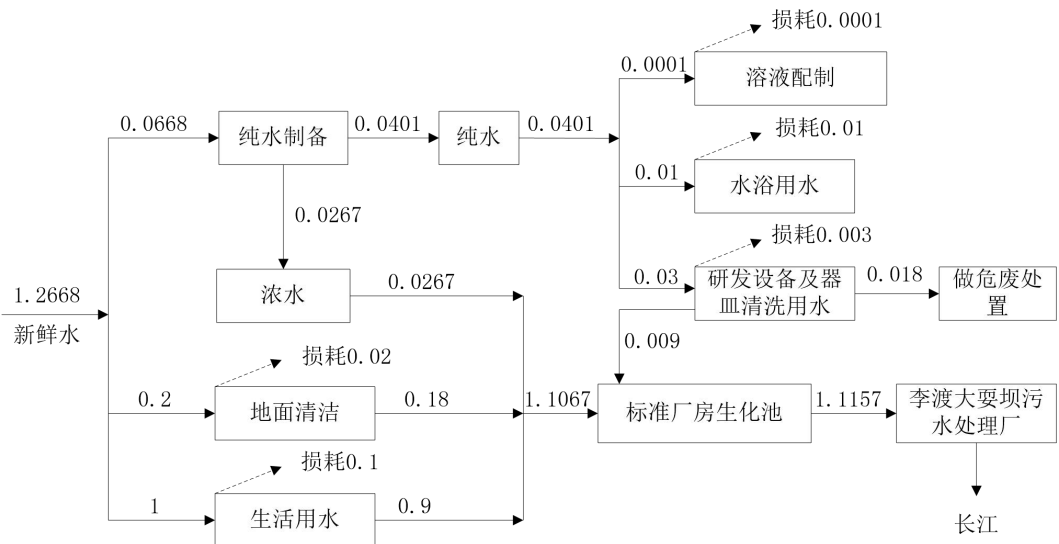 损耗0.0001
0.0001
溶液配制
0.0668
纯水制备
0.0401
纯水
0.0401
损耗0.01
0.01
水浴用水
0.0267
损耗0.003
0.03
研发设备及器
皿清洗用水
0.018
做危废处
置
1.2668
新鲜水
浓水
0.0267
0.009
损耗0.02
0.2
地面清洁
0.18
1.1067
标准厂房生化池
1.1157
李渡大耍坝污
水处理厂
损耗0.1
1
生活用水
0.9
长江